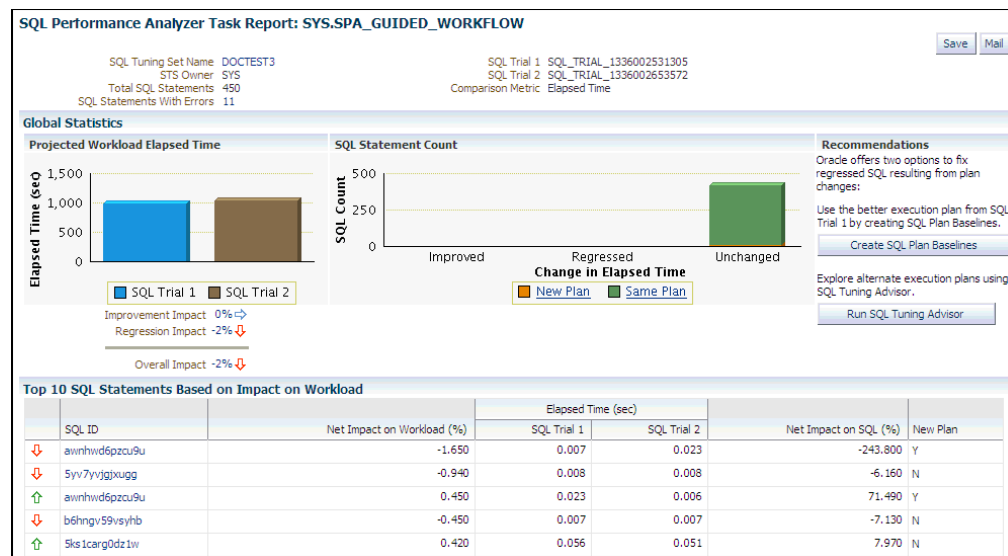 SQL Performance Analyzer Task Report: SYS.SPA_GUIDED_WORKFLOW
Save Mail
SQL Tuning Set Name DOCTEST3
STS Owner SYS
Total SQL Statements 450
SQL Statements With Errors 11
SQL Trial 1 SQL_TRIAL_1336002531305
SQL Trial 2 SQL_TRIAL_1336002653572
Comparison Metric Elapsed Time
Global Statistics
Projected Workload Elapsed Time
Elapsed Time (sec)
1,500
1,000
500
0
SQL Trial 1 SQL Trial 2
Improvement Impact 0%
Regression Impact -2%
Overall Impact -2%
SQL Statement Count
SQL Count
500
250
0
Improved Regressed Unchanged
Change in Elapsed Time
New Plan Same Plan
Recommendations
Oracle offers two options to fix
regressed SQL resulting from plan
changes:
Use the better execution plan from SQL
Trial 1 by creating SQL Plan Baselines.
Create SQL Plan Baselines
Explore alternate execution plans using
SQL Tuning Advisor.
Run SQL Tuning Advisor
Top 10 SQL Statements Based on Impact on Workload
Elapsed Time (sec)
SQL ID Net Impact on Workload (%) SQL Trial 1 SQL Trial 2 Net Impact on SQL (%) New Plan
awnhwd6pzcu9u -1.650 0.007 0.023 -243.800 Y
5yv7yvjgjxugg -0.940 0.008 0.008 -6.160 N
awnhwd6pzcu9u 0.450 0.023 0.006 71.490 Y
b6hngv59vsyhb -0.450 0.007 0.007 -7.130 N
5ks1carg0dz1w 0.420 0.056 0.051 7.970 N